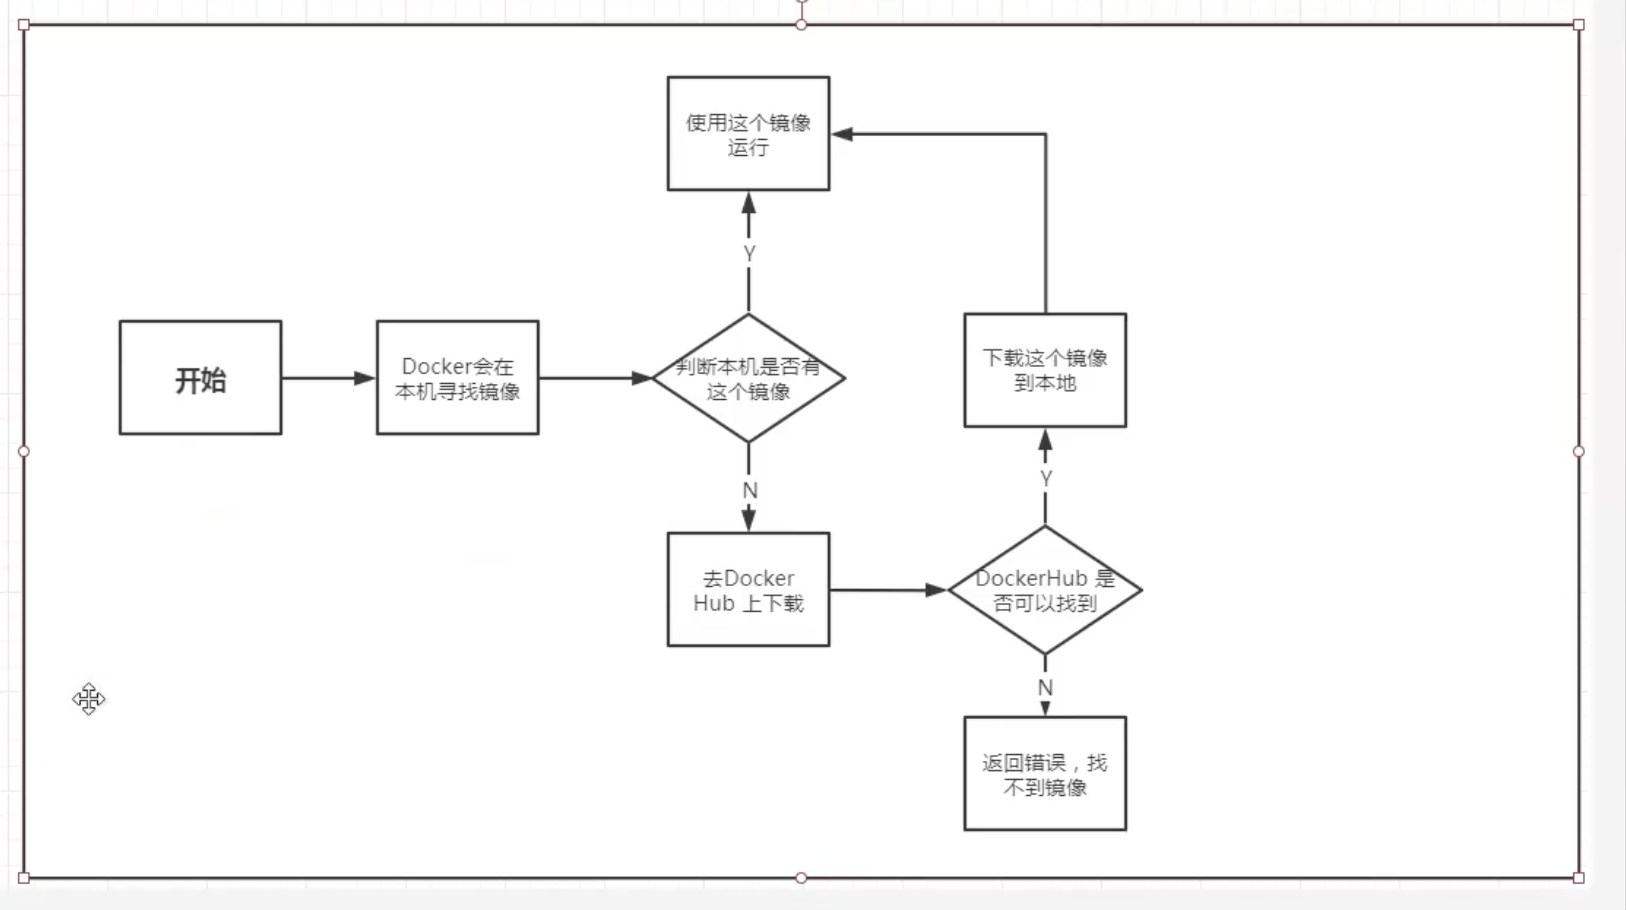 使用这个镜像
运行
Y
开始
Docker会在
本机寻找镜像
判断本机是否有
这个镜像
下载这个镜像
到本地
N
Y
去Docker
Hub 上下载
DockerHub 是
否可以找到
N
返回错误，找
不到镜像